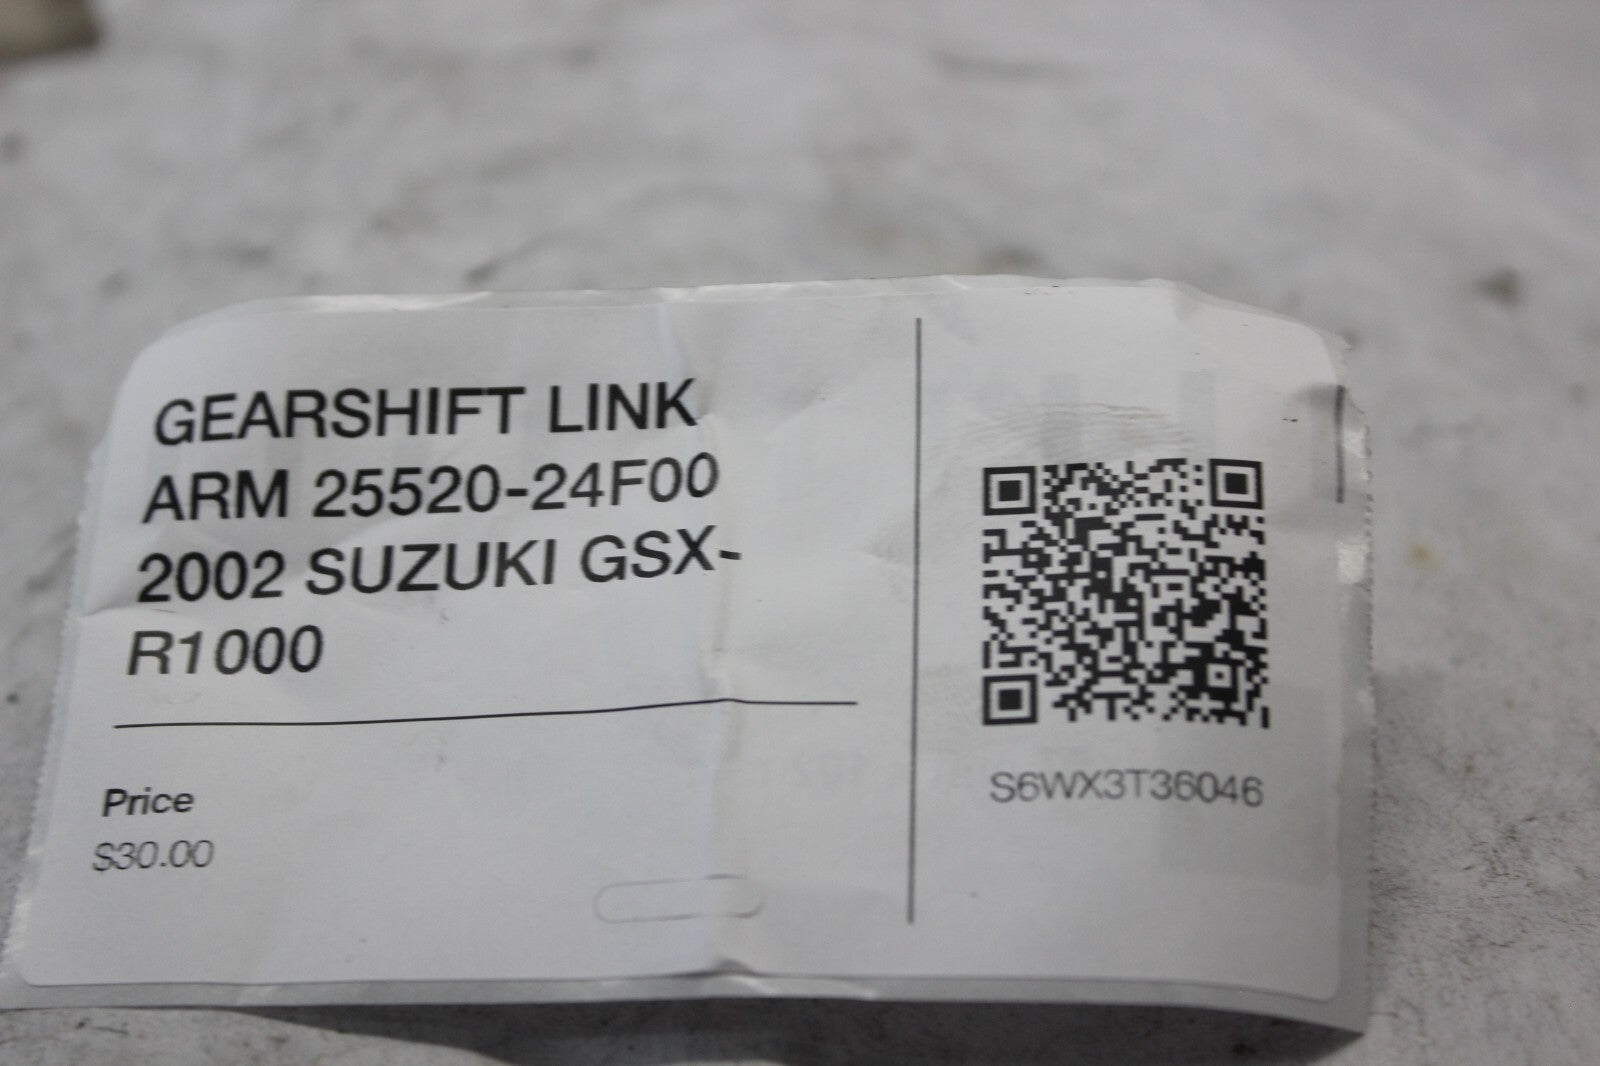 GEARSHIFT LINK
ARM 25520-24F00
2002 SUZUKI GSX-
R1000
Price
$30.00
S6WX3T36046